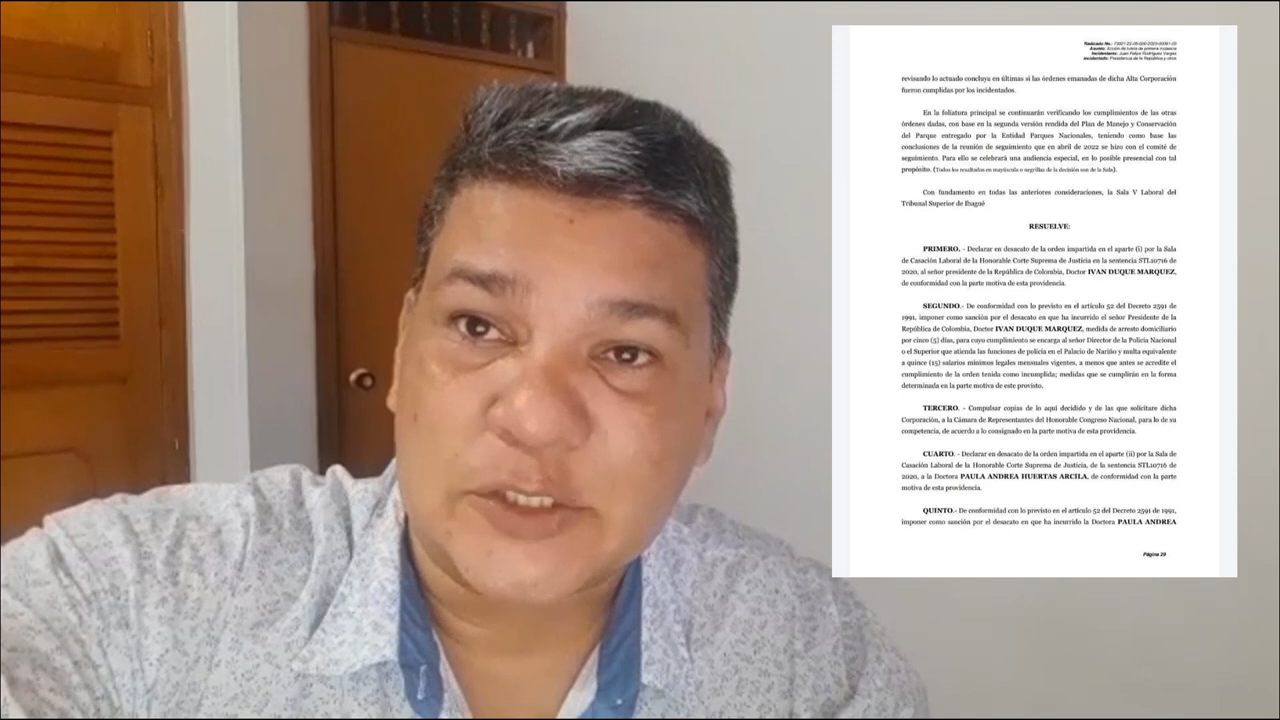 Radicado No.: 73001-22-05-000-2020-00091-00
Asunto: Acción de tutela de primera instancia
Incidentante: Juan Felipe Rodríguez Vargas
Incidentado: Presidencia de la República y otros
revisando lo actuado concluya en últimas si las órdenes emanadas de dicha Alta Corporación
fueron cumplidas por los incidentados.
En la foliatura principal se continuarán verificando los cumplimientos de las otras
órdenes dadas, con base en la segunda versión rendida del Plan de Manejo y Conservación
del Parque entregado por la Entidad Parques Nacionales, teniendo como base las
conclusiones de la reunión de seguimiento que en abril de 2022 se hizo con el comité de
seguimiento. Para ello se celebrará una audiencia especial, en lo posible presencial con tal
propósito. (Todos los resaltados en mayúscula o negrillas de la decisión son de la Sala).
Con fundamento en todas las anteriores consideraciones, la Sala V Laboral del
Tribunal Superior de Ibagué
RESUELVE:
PRIMERO. - Declarar en desacato de la orden impartida en el aparte (i) por la Sala
de Casación Laboral de la Honorable Corte Suprema de Justicia en la sentencia STL10716 de
2020, al señor presidente de la República de Colombia, Doctor IVAN DUQUE MARQUEZ,
de conformidad con la parte motiva de esta providencia.
SEGUNDO.- De conformidad con lo previsto en el artículo 52 del Decreto 2591 de
1991, imponer como sanción por el desacato en que ha incurrido el señor Presidente de la
República de Colombia, Doctor IVAN DUQUE MARQUEZ, medida de arresto domiciliario
por cinco (5) días, para cuyo cumplimiento se encarga al señor Director de la Policía Nacional
o el Superior que atienda las funciones de policía en el Palacio de Nariño y multa equivalente
a quince (15) salarios mínimos legales mensuales vigentes, a menos que antes se acredite el
cumplimiento de la orden tenida como incumplida; medidas que se cumplirán en la forma
determinada en la parte motiva de este provisto.
TERCERO. - Compulsar copias de lo aquí decidido y de las que solicitare dicha
Corporación, a la Cámara de Representantes del Honorable Congreso Nacional, para lo de su
competencia, de acuerdo a lo consignado en la parte motiva de esta providencia.
CUARTO. - Declarar en desacato de la orden impartida en el aparte (ii) por la Sala de
Casación Laboral de la Honorable Corte Suprema de Justicia, de la sentencia STL10716 de
2020, a la Doctora PAULA ANDREA HUERTAS ARCILA, de conformidad con la parte
motiva de esta providencia.
QUINTO.- De conformidad con lo previsto en el artículo 52 del Decreto 2591 de 1991,
imponer como sanción por el desacato en que ha incurrido la Doctora PAULA ANDREA
Página 29